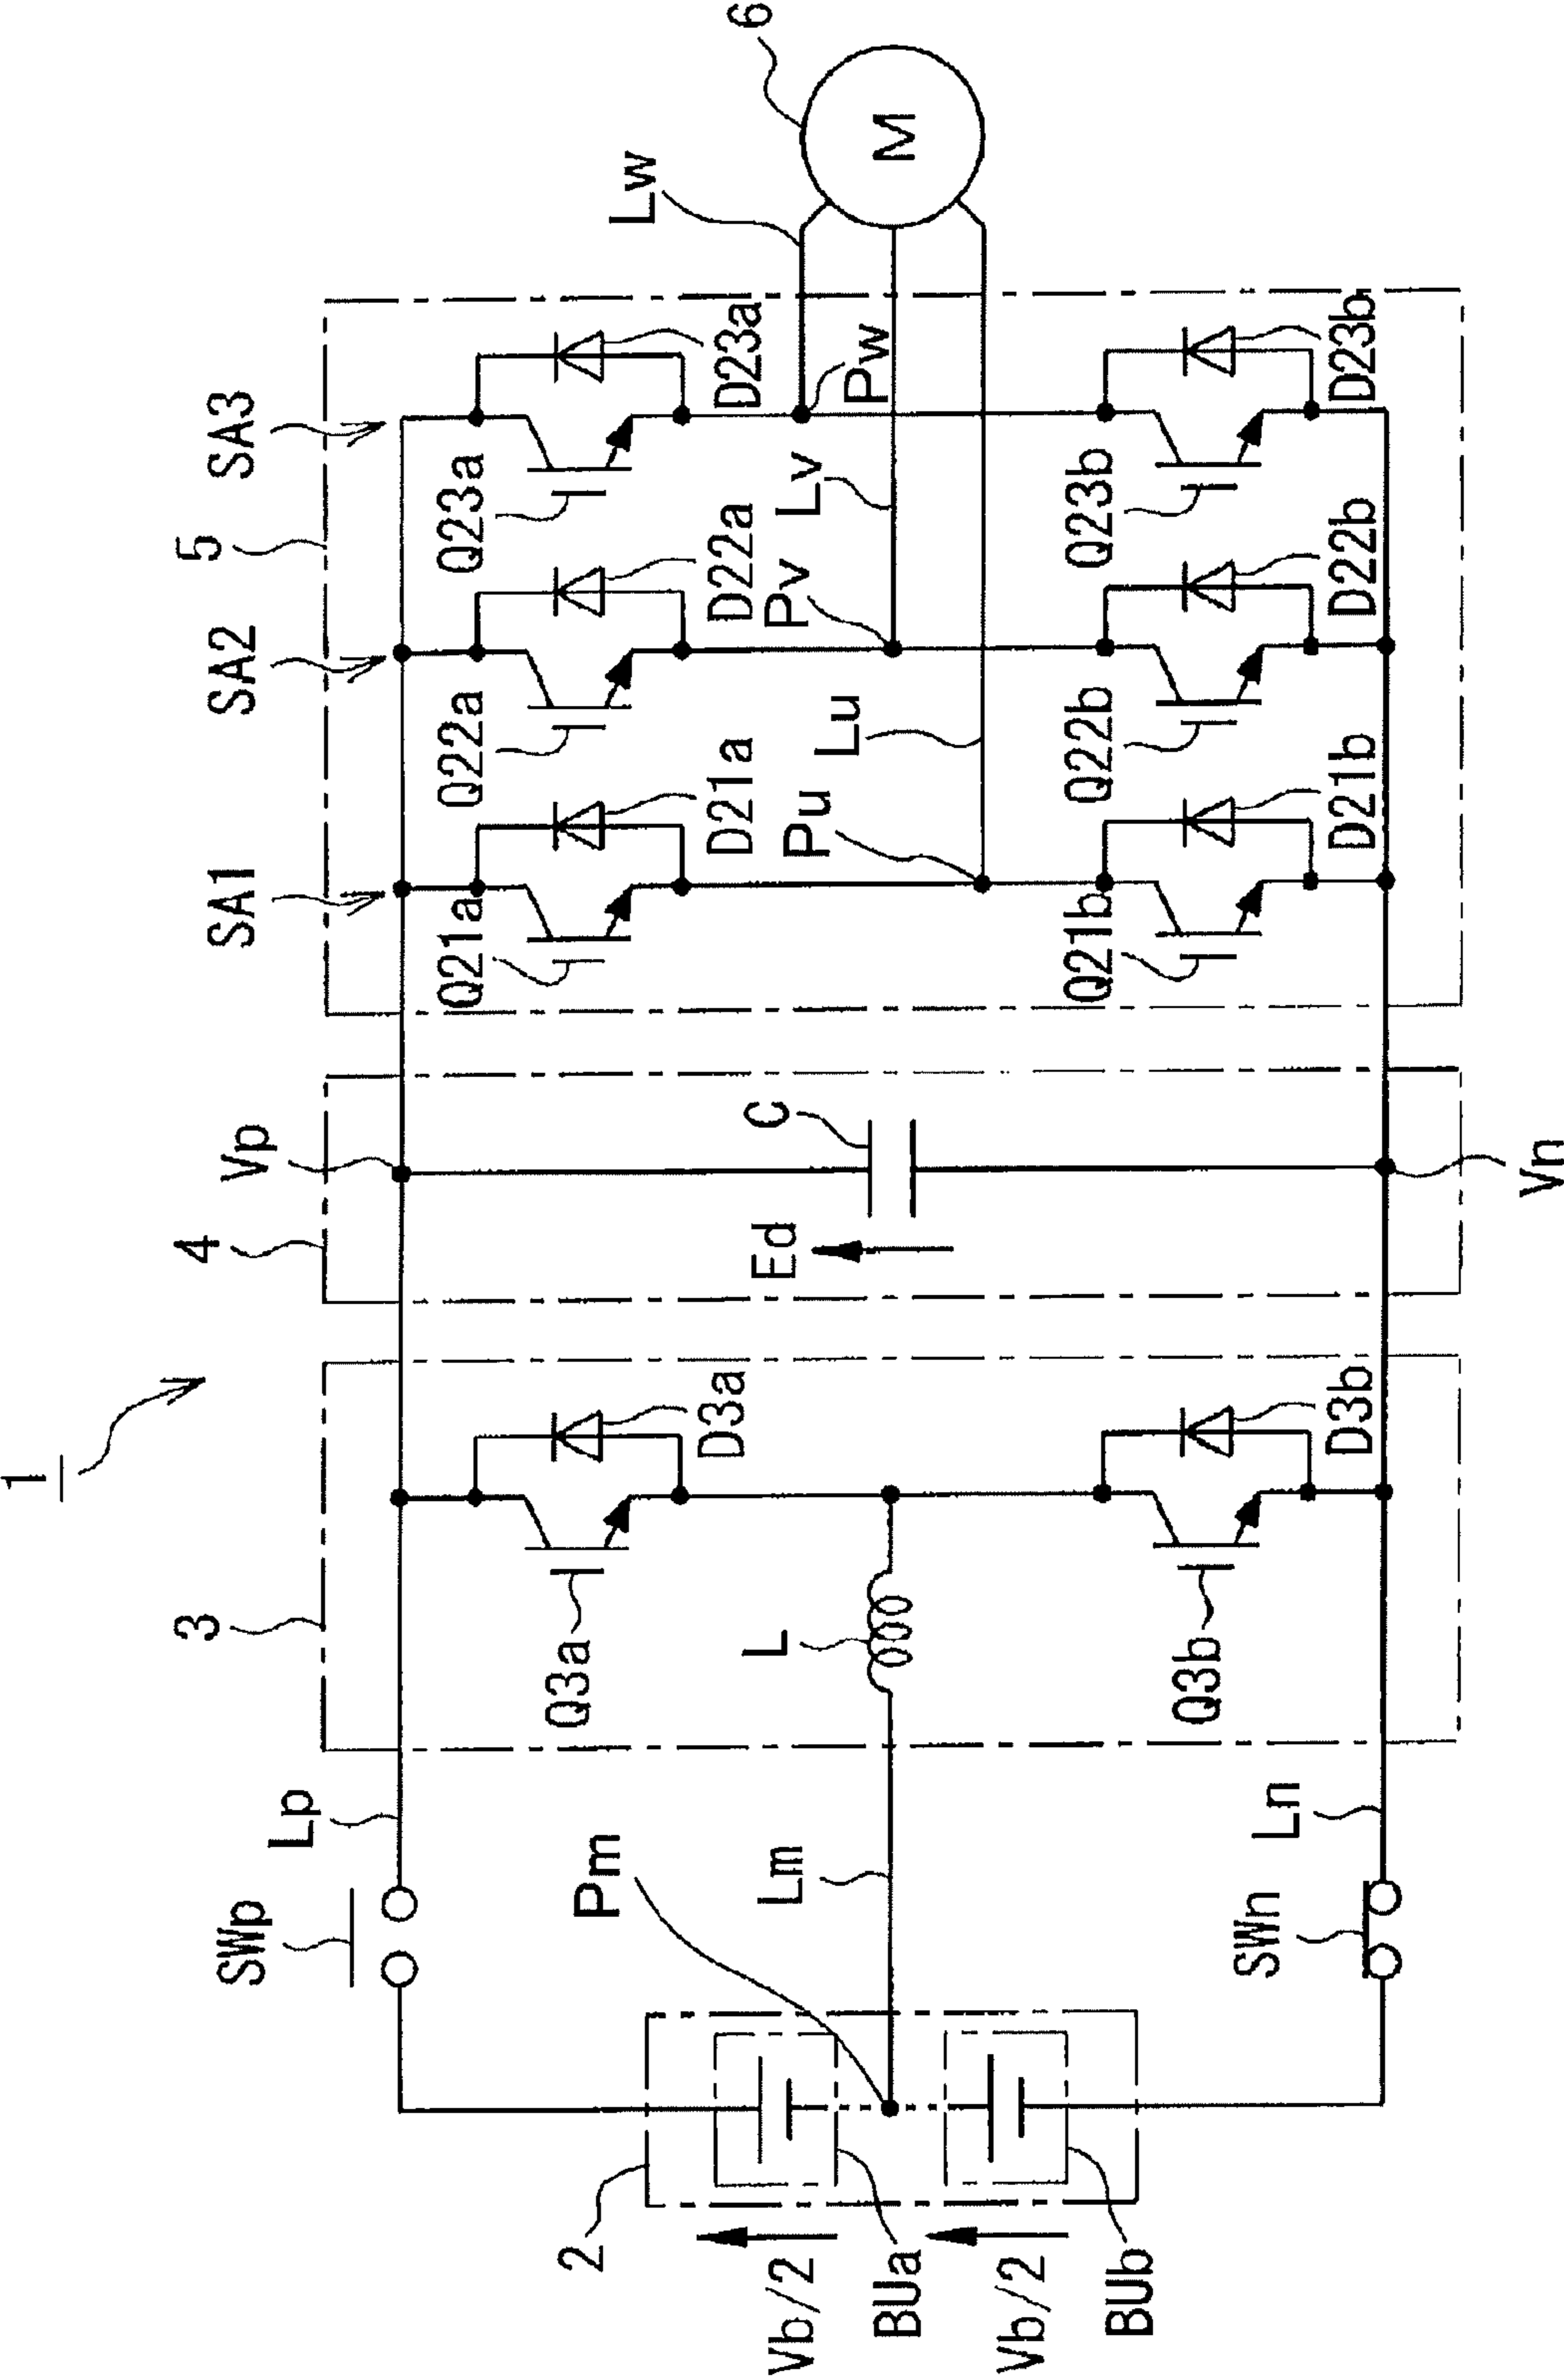 1
3
4
5
SA1
SA2
SA3
6
SWp
Lp
Vp
Q3a
D3a
Q21a
D21a
Q22a
D22a
Q23a
D23a
Lw
M
2
Pm
Lm
L
Ed
C
Pu
Lu
Pv
Lv
Pw
Vb/2
BUa
Vb/2
BUb
SWn
Ln
Q3b
D3b
Vn
Q21b
D21b
Q22b
D22b
Q23b
D23b